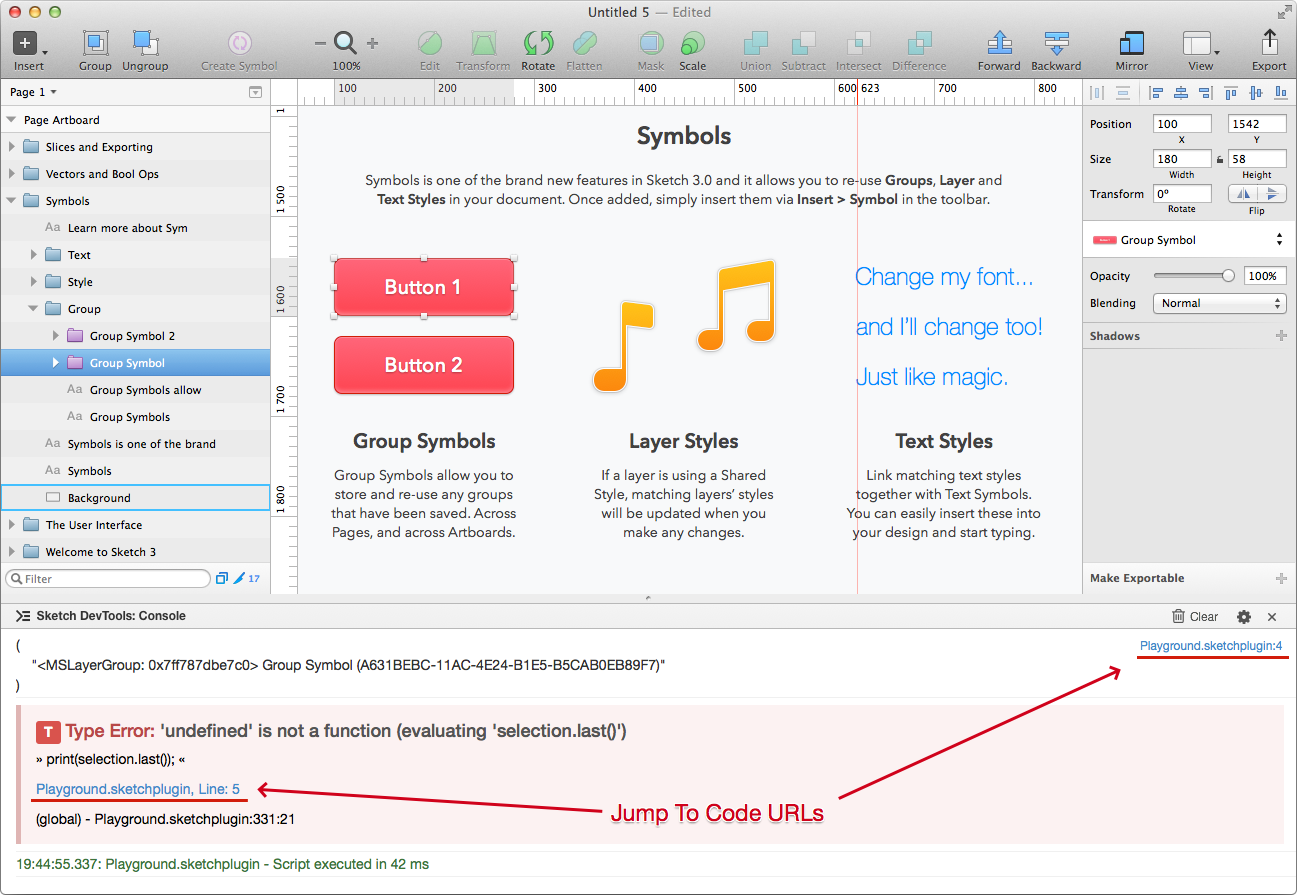 Untitled 5 — Edited
Insert
Group
Ungroup
Create Symbol
100%
Edit
Transform
Rotate
Flatten
Mask
Scale
Union
Subtract
Intersect
Difference
Forward
Backward
Mirror
View
Export
Page 1
Page Artboard
Slices and Exporting
Vectors and Bool Ops
Symbols
Aa Learn more about Sym
Text
Style
Group
Group Symbol 2
Group Symbol
Aa Group Symbols allow
Aa Group Symbols
Aa Symbols is one of the brand
Aa Symbols
Background
The User Interface
Welcome to Sketch 3
Filter
17
100 200 300 400 500 600 623 700 800
1
1 500
1 600
1 700
1 800
Symbols
Symbols is one of the brand new features in Sketch 3.0 and it allows you to re-use Groups, Layer and
Text Styles in your document. Once added, simply insert them via Insert > Symbol in the toolbar.
Button 1
Button 2
Change my font...
and I'll change too!
Just like magic.
Group Symbols
Group Symbols allow you to
store and re-use any groups
that have been saved. Across
Pages, and across Artboards.
Layer Styles
If a layer is using a Shared
Style, matching layers' styles
will be updated when you
make any changes.
Text Styles
Link matching text styles
together with Text Symbols.
You can easily insert these into
your design and start typing.
Position 100 1542
X Y
Size 180 58
Width Height
Transform 0°
Rotate Flip
Group Symbol
Opacity 100%
Blending Normal
Shadows
Make Exportable
Sketch DevTools: Console
Clear
(
"<MSLayerGroup: 0x7ff787dbe7c0> Group Symbol (A631BEBC-11AC-4E24-B1E5-B5CAB0EB89F7)"
)
Playground.sketchplugin:4
T Type Error: 'undefined' is not a function (evaluating 'selection.last()')
» print(selection.last()); «
Playground.sketchplugin, Line: 5
(global) - Playground.sketchplugin:331:21
Jump To Code URLs
19:44:55.337: Playground.sketchplugin - Script executed in 42 ms